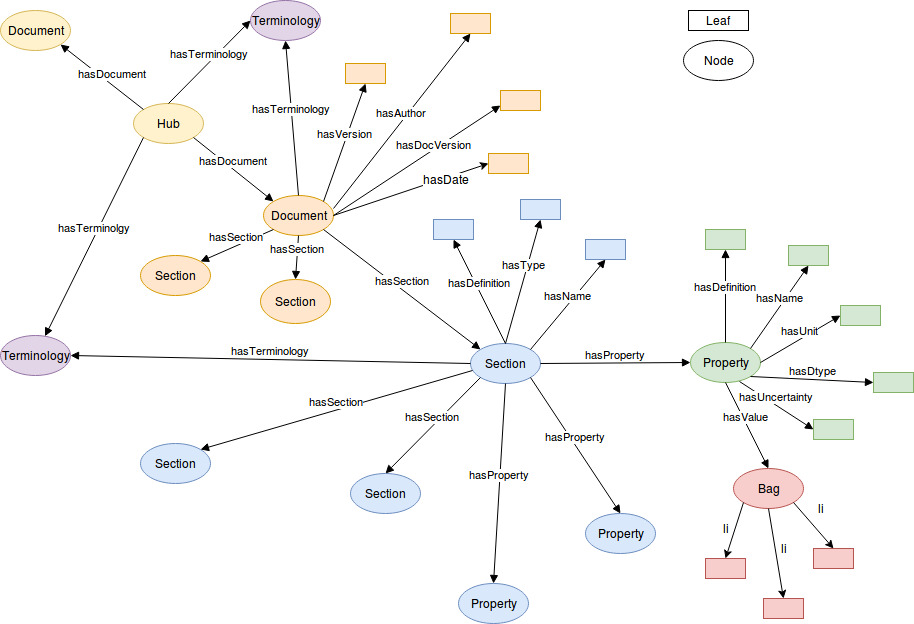 Terminology
Leaf
Document
hasTerminology
Node
hasDocument
hasTerminology
hasAuthor
Hub
hasVersion
hasDocVersion
hasDocument
hasDate
Document
hasTerminolgy
hasSection
hasSection
hasType
Section
hasSection
hasDefinition
hasDefinition
Section
hasName
hasName
hasUnit
Terminology
hasTerminology
Section
hasProperty
Property
hasDtype
hasSection
hasUncertainty
hasSection
hasValue
hasProperty
Section
hasProperty
Section
Bag
li
li
li
Property
Property